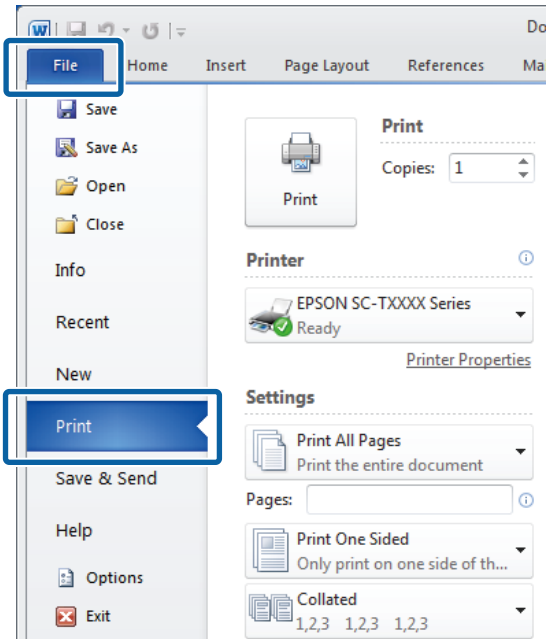 W
Do
File Home Insert Page Layout References Ma
Save
Save As
Open
Close
Info
Recent
New
Print
Save & Send
Help
Options
Exit
Print
Print
Copies: 1
Printer
EPSON SC-TXXXX Series
Ready
Printer Properties
Settings
Print All Pages
Print the entire document
Pages:
Print One Sided
Only print on one side of th...
Collated
1,2,3 1,2,3 1,2,3